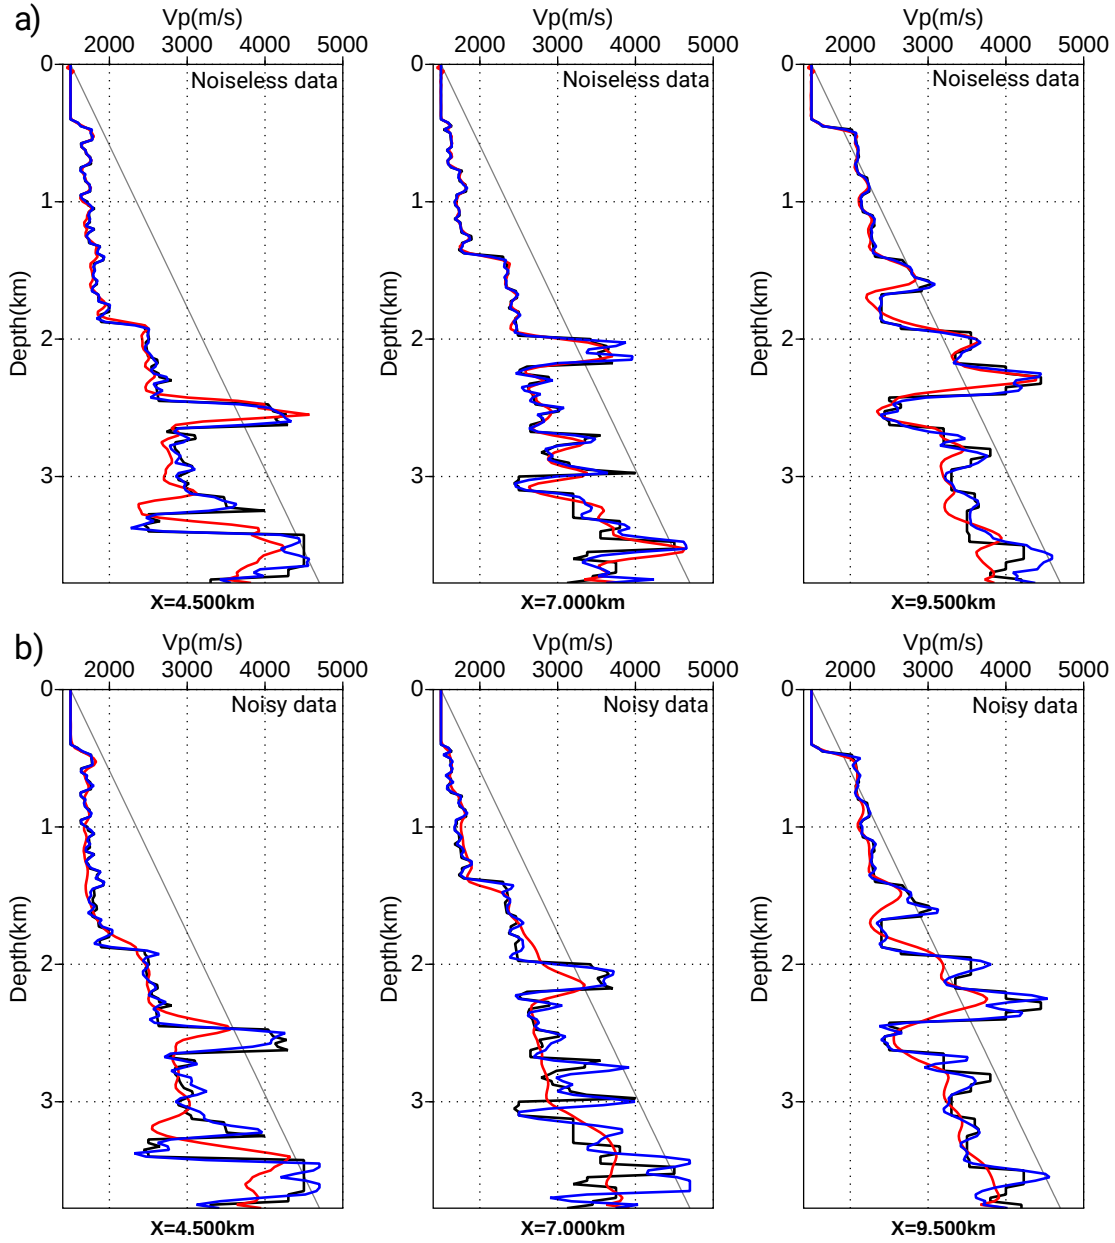 a)
Vp(m/s) Vp(m/s) Vp(m/s)
2000 3000 4000 5000 2000 3000 4000 5000 2000 3000 4000 5000
0 0 0
Noiseless data Noiseless data Noiseless data
1 1 1
Depth(km) Depth(km) Depth(km)
2 2 2
3 3 3
X=4.500km X=7.000km X=9.500km
b)
Vp(m/s) Vp(m/s) Vp(m/s)
2000 3000 4000 5000 2000 3000 4000 5000 2000 3000 4000 5000
0 0 0
Noisy data Noisy data Noisy data
1 1 1
Depth(km) Depth(km) Depth(km)
2 2 2
3 3 3
X=4.500km X=7.000km X=9.500km